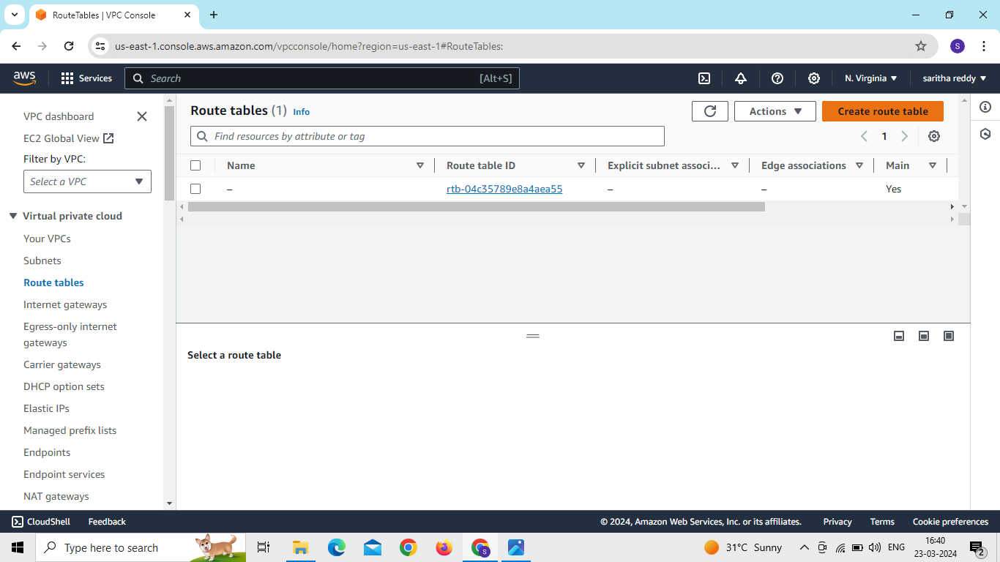 RouteTables | VPC Console
us-east-1.console.aws.amazon.com/vpcconsole/home?region=us-east-1#RouteTables:
S
aws
Services
Search
[Alt+S]
N. Virginia
saritha reddy
VPC dashboard
EC2 Global View
Filter by VPC:
Select a VPC
Virtual private cloud
Your VPCs
Subnets
Route tables
Internet gateways
Egress-only internet
gateways
Carrier gateways
DHCP option sets
Elastic IPs
Managed prefix lists
Endpoints
Endpoint services
NAT gateways
Route tables (1) Info
Actions
Create route table
Find resources by attribute or tag
1
Name
Route table ID
Explicit subnet associ...
Edge associations
Main
–
rtb-04c35789e8a4aea55
–
–
Yes
Select a route table
CloudShell
Feedback
© 2024, Amazon Web Services, Inc. or its affiliates.
Privacy
Terms
Cookie preferences
Type here to search
S
31°C Sunny
ENG
16:40
23-03-2024
2